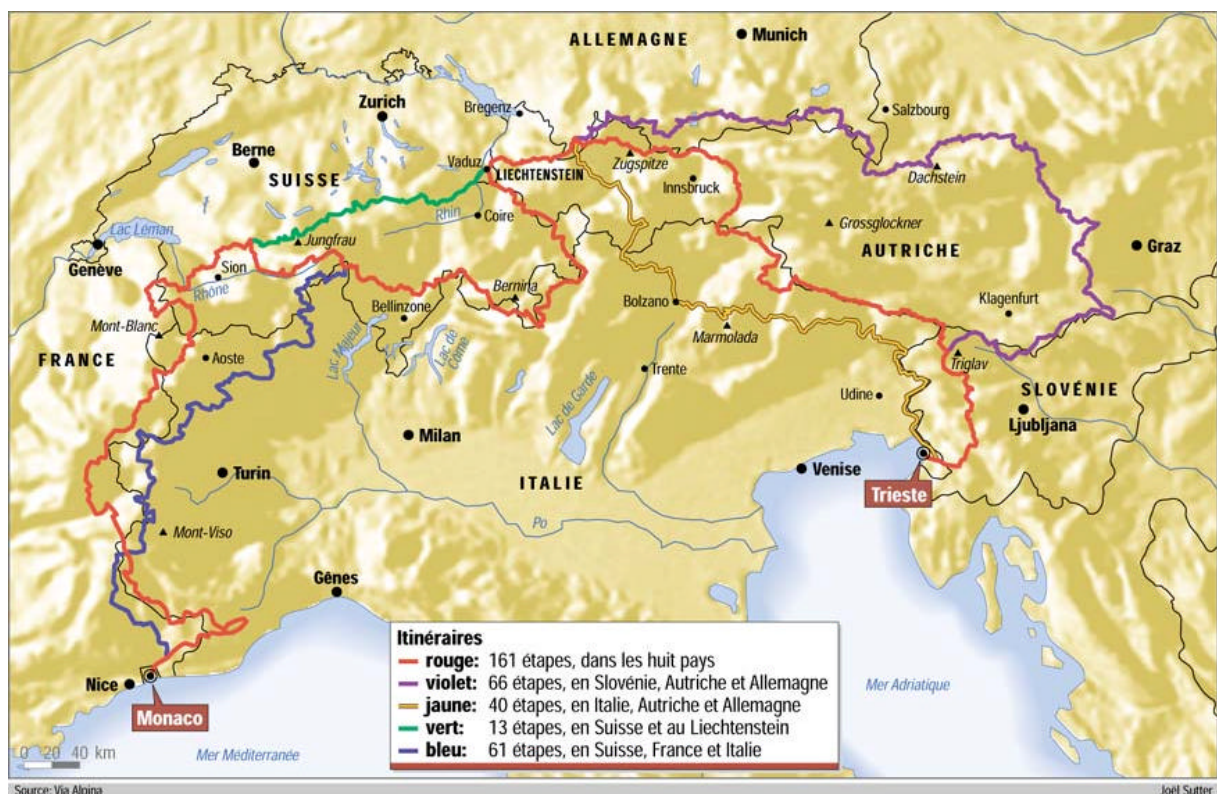 ALLEMAGNE
Munich
Zurich
Bregenz
Salzbourg
Berne
Zugspitze
Vaduz
LIECHTENSTEIN
Dachstein
SUISSE
Innsbruck
Rhin
Coire
Lac Léman
Jungfrau
Grossglockner
AUTRICHE
Graz
Genève
Sion
Rhône
Bernina
Bolzano
Klagenfurt
Bellinzone
Mont-Blanc
Marmolada
FRANCE
Aoste
Lac Majeur
Lac de Côme
Triglav
Trente
SLOVÉNIE
Udine
Lac de Garde
Ljubljana
Milan
Turin
ITALIE
Venise
Trieste
Po
Mont-Viso
Gênes
Itinéraires
rouge: 161 étapes, dans les huit pays
violet: 66 étapes, en Slovénie, Autriche et Allemagne
jaune: 40 étapes, en Italie, Autriche et Allemagne
vert: 13 étapes, en Suisse et au Liechtenstein
bleu: 61 étapes, en Suisse, France et Italie
Nice
Monaco
Mer Adriatique
0 20 40 km
Mer Méditerranée
Source: Via Alpina
Joël Sutter